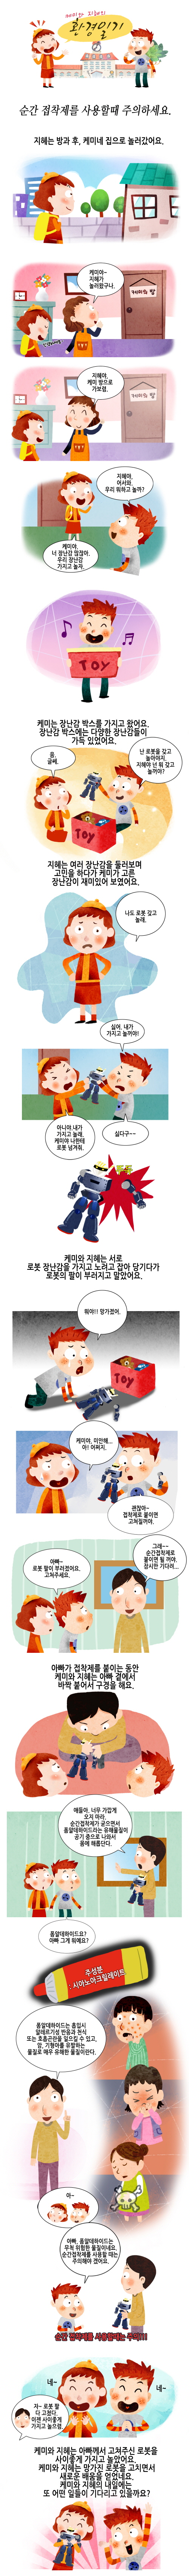 케미와 지혜의
환경일기
순간 접착제를 사용할때 주의하세요.
지혜는 방과 후, 케미네 집으로 놀러갔어요.
케미야~
지혜가
놀러왔구나.
케미의 방
안녕하세요
지혜야,
케미 방으로
가보렴.
케미의 방
지혜야,
어서와.
우리 뭐하고 놀까?
케미야,
너 장난감 많잖아.
우리 장난감
가지고 놀자.
TOY
케미는 장난감 박스를 가지고 왔어요.
장난감 박스에는 다양한 장난감들이
가득 있었어요.
음,
글쎄.
난 로봇을 갖고
놀아야지.
지혜야 넌 뭐 갖고
놀꺼야?
TOY
지혜는 여러 장난감을 둘러보며
고민을 하다가 케미가 고른
장난감이 재미있어 보였어요.
나도 로봇 갖고
놀래.
싫어, 내가
가지고 놀꺼야!
아니야 내가
가지고 놀래,
케미야 나한테
로봇 넘겨줘.
싫다구~~
뚜둑
케미와 지혜는 서로
로봇 장난감을 가지고 노려고 잡아 당기다가
로봇의 팔이 부러지고 말았어요.
뭐야!! 망가졌어.
TOY
케미야, 미안해...
아! 어쩌지.
괜찮아~
접착제로 붙이면
고쳐질꺼야.
아빠~
로봇 팔이 부러졌어요,
고쳐주세요.
그래~~
순간접착제로
붙이면 될 꺼야,
잠시만 기다려...
아빠가 접착제를 붙이는 동안
케미와 지혜는 아빠 곁에서
바짝 붙어서 구경을 해요.
얘들아, 너무 가깝게
오지 마라.
순간접착제가 굳으면서
폼알데하이드라는 유해물질이
공기 중으로 나와서
몸에 해롭단다.
폼알데하이드요?
아빠 그게 뭐예요?
주성분
시아노아크릴레이트
폼알데하이드는 흡입시
알레르기성 반응과 천식
또는 호흡곤란을 일으킬 수 있고,
암, 기형아를 유발하는
물질로 매우 유해한 물질이란다.
아~
아빠, 폼알데하이드는
무척 위험한 물질이네요,
순간접착제를 사용할 때는
주의해야 겠어요.
순간 접착제를 사용할때는 주의!!!
네~
네~
자~ 로봇 팔
다 고쳤다.
이젠 사이좋게
가지고 놀으렴.
케미와 지혜는 아빠께서 고쳐주신 로봇을
사이좋게 가지고 놀았어요.
케미와 지혜는 망가진 로봇을 고치면서
새로운 배움을 얻었네요.
케미와 지혜의 내일에는
또 어떤 일들이 기다리고 있을까요?